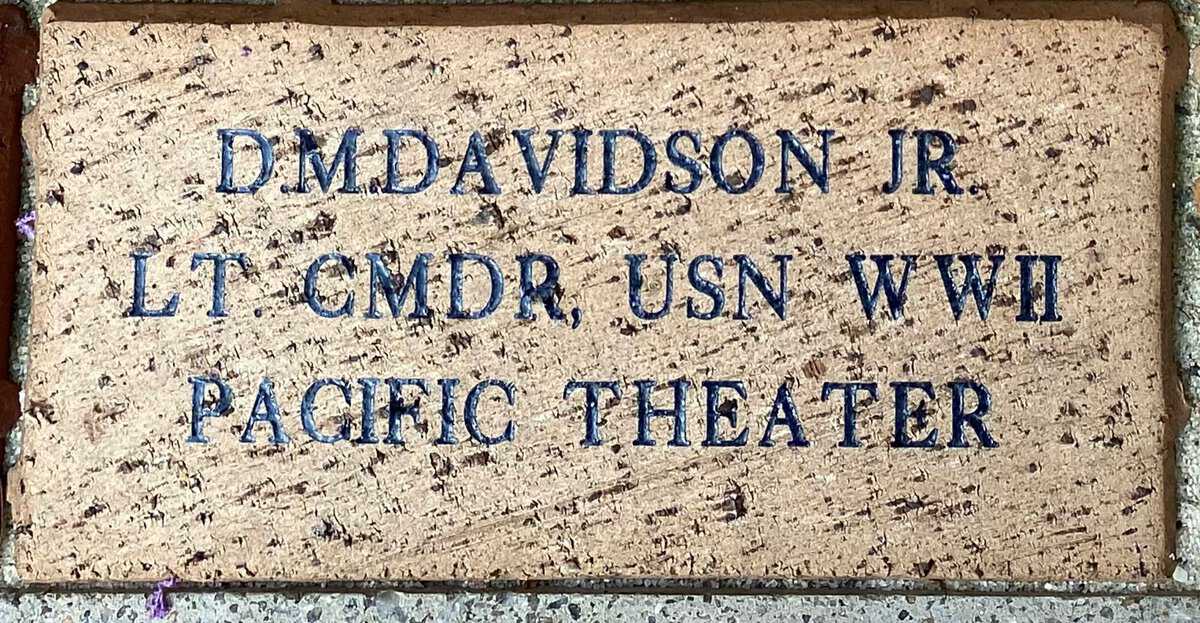 D.M.DAVIDSON JR.
LT. CMDR, USN WWII
PACIFIC THEATER